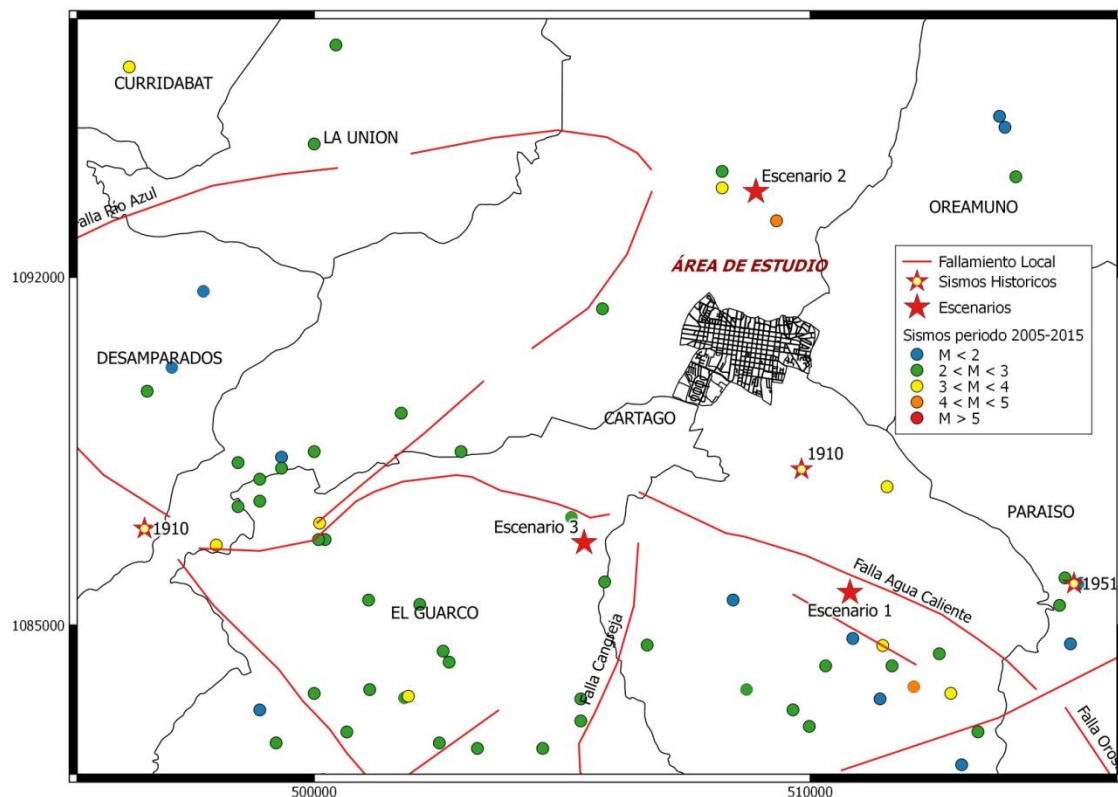 CURRIDABAT
LA UNION
Escenario 2
alla Río Azul
OREAMUNO
ÁREA DE ESTUDIO
1092000
Fallamiento Local
Sismos Historicos
Escenarios
Sismos periodo 2005-2015
M < 2
2 < M < 3
3 < M < 4
4 < M < 5
M > 5
DESAMPARADOS
CARTAGO
1910
PARAISO
1910
Escenario 3
Falla Agua Caliente
1951
Escenario 1
EL GUARCO
1085000
Falla Cangreja
Falla Oros
500000
510000